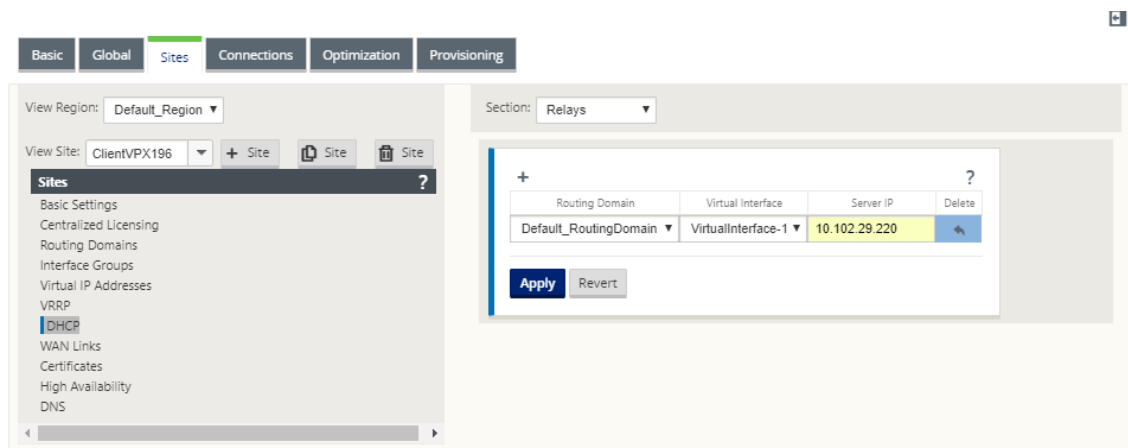 Basic Global Sites Connections Optimization Provisioning
View Region: Default_Region
Section: Relays
View Site: ClientVPX196 + Site Site Site
Sites ?
Basic Settings
Centralized Licensing
Routing Domains
Interface Groups
Virtual IP Addresses
VRRP
DHCP
WAN Links
Certificates
High Availability
DNS
+ ?
Routing Domain Virtual Interface Server IP Delete
Default_RoutingDomain VirtualInterface-1 10.102.29.220
Apply Revert